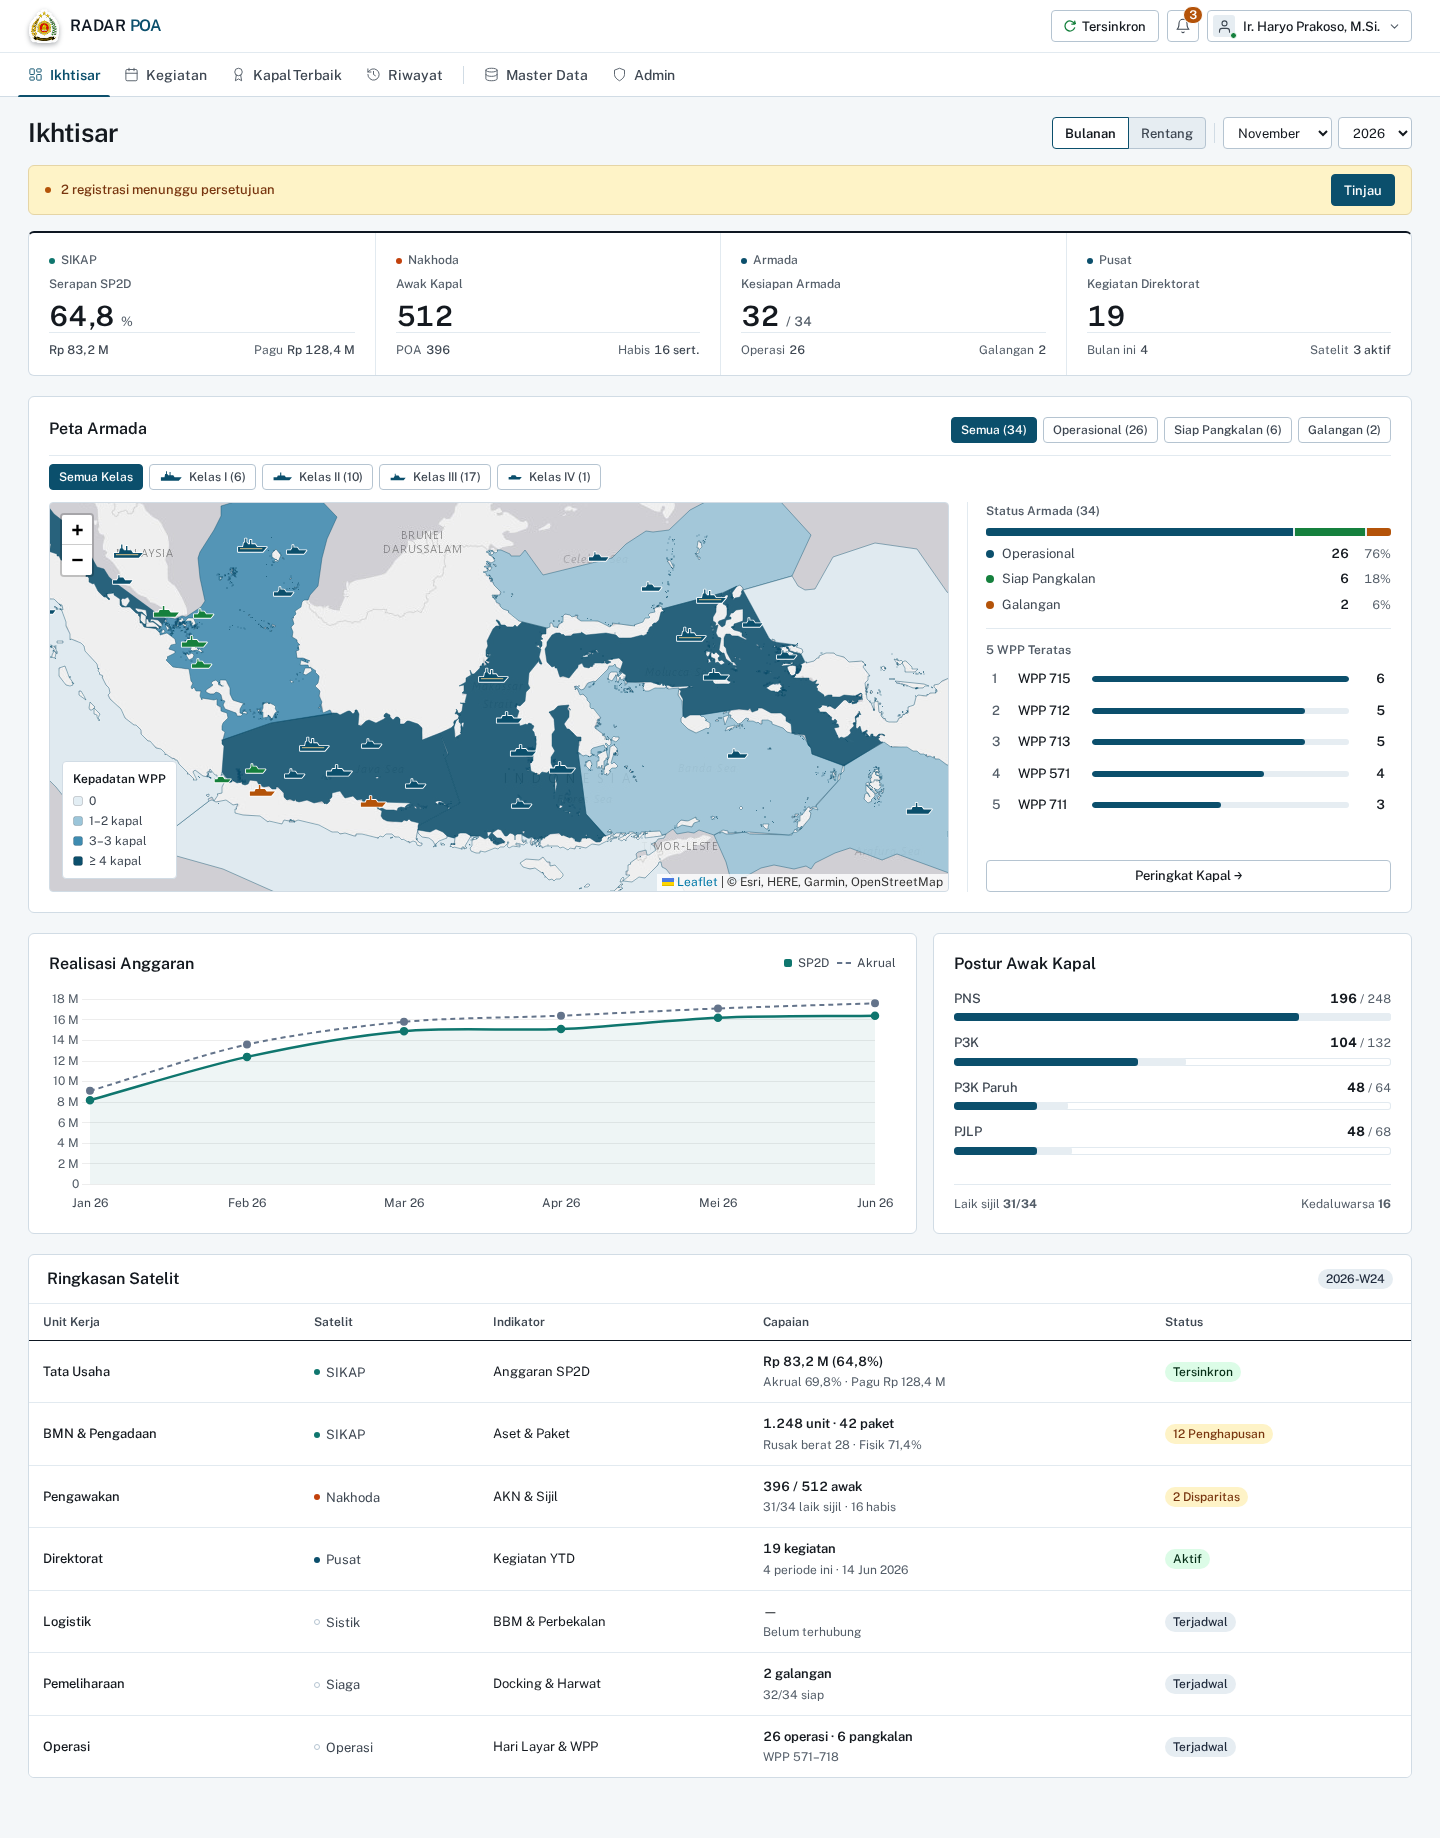 RADAR POA
Tersinkron
3
Ir. Haryo Prakoso, M.Si.
Ikhtisar
Kegiatan
Kapal Terbaik
Riwayat
Master Data
Admin
Ikhtisar
Bulanan
Rentang
November
2026
2 registrasi menunggu persetujuan
Tinjau
SIKAP
Serapan SP2D
64,8 %
Rp 83,2 M
Pagu Rp 128,4 M
Nakhoda
Awak Kapal
512
POA 396
Habis 16 sert.
Armada
Kesiapan Armada
32 / 34
Operasi 26
Galangan 2
Pusat
Kegiatan Direktorat
19
Bulan ini 4
Satelit 3 aktif
Peta Armada
Semua (34)
Operasional (26)
Siap Pangkalan (6)
Galangan (2)
Semua Kelas
Kelas I (6)
Kelas II (10)
Kelas III (17)
Kelas IV (1)
+
−
BRUNEI
DARUSSALAM
Kepadatan WPP
0
1–2 kapal
3–3 kapal
≥ 4 kapal
Leaflet | © Esri, HERE, Garmin, OpenStreetMap
Status Armada (34)
Operasional 26 76%
Siap Pangkalan 6 18%
Galangan 2 6%
5 WPP Teratas
1 WPP 715 6
2 WPP 712 5
3 WPP 713 5
4 WPP 571 4
5 WPP 711 3
Peringkat Kapal →
Realisasi Anggaran
SP2D
Akrual
18 M
16 M
14 M
12 M
10 M
8 M
6 M
4 M
2 M
0
Jan 26
Feb 26
Mar 26
Apr 26
Mei 26
Jun 26
Postur Awak Kapal
PNS 196 / 248
P3K 104 / 132
P3K Paruh 48 / 64
PJLP 48 / 68
Laik sijil 31/34
Kedaluwarsa 16
Ringkasan Satelit
2026-W24
Unit Kerja Satelit Indikator Capaian Status
Tata Usaha SIKAP Anggaran SP2D Rp 83,2 M (64,8%) Tersinkron
Akrual 69,8% · Pagu Rp 128,4 M
BMN & Pengadaan SIKAP Aset & Paket 1.248 unit · 42 paket 12 Penghapusan
Rusak berat 28 · Fisik 71,4%
Pengawakan Nakhoda AKN & Sijil 396 / 512 awak 2 Disparitas
31/34 laik sijil · 16 habis
Direktorat Pusat Kegiatan YTD 19 kegiatan Aktif
4 periode ini · 14 Jun 2026
Logistik Sistik BBM & Perbekalan — Terjadwal
Belum terhubung
Pemeliharaan Siaga Docking & Harwat 2 galangan Terjadwal
32/34 siap
Operasi Operasi Hari Layar & WPP 26 operasi · 6 pangkalan Terjadwal
WPP 571–718